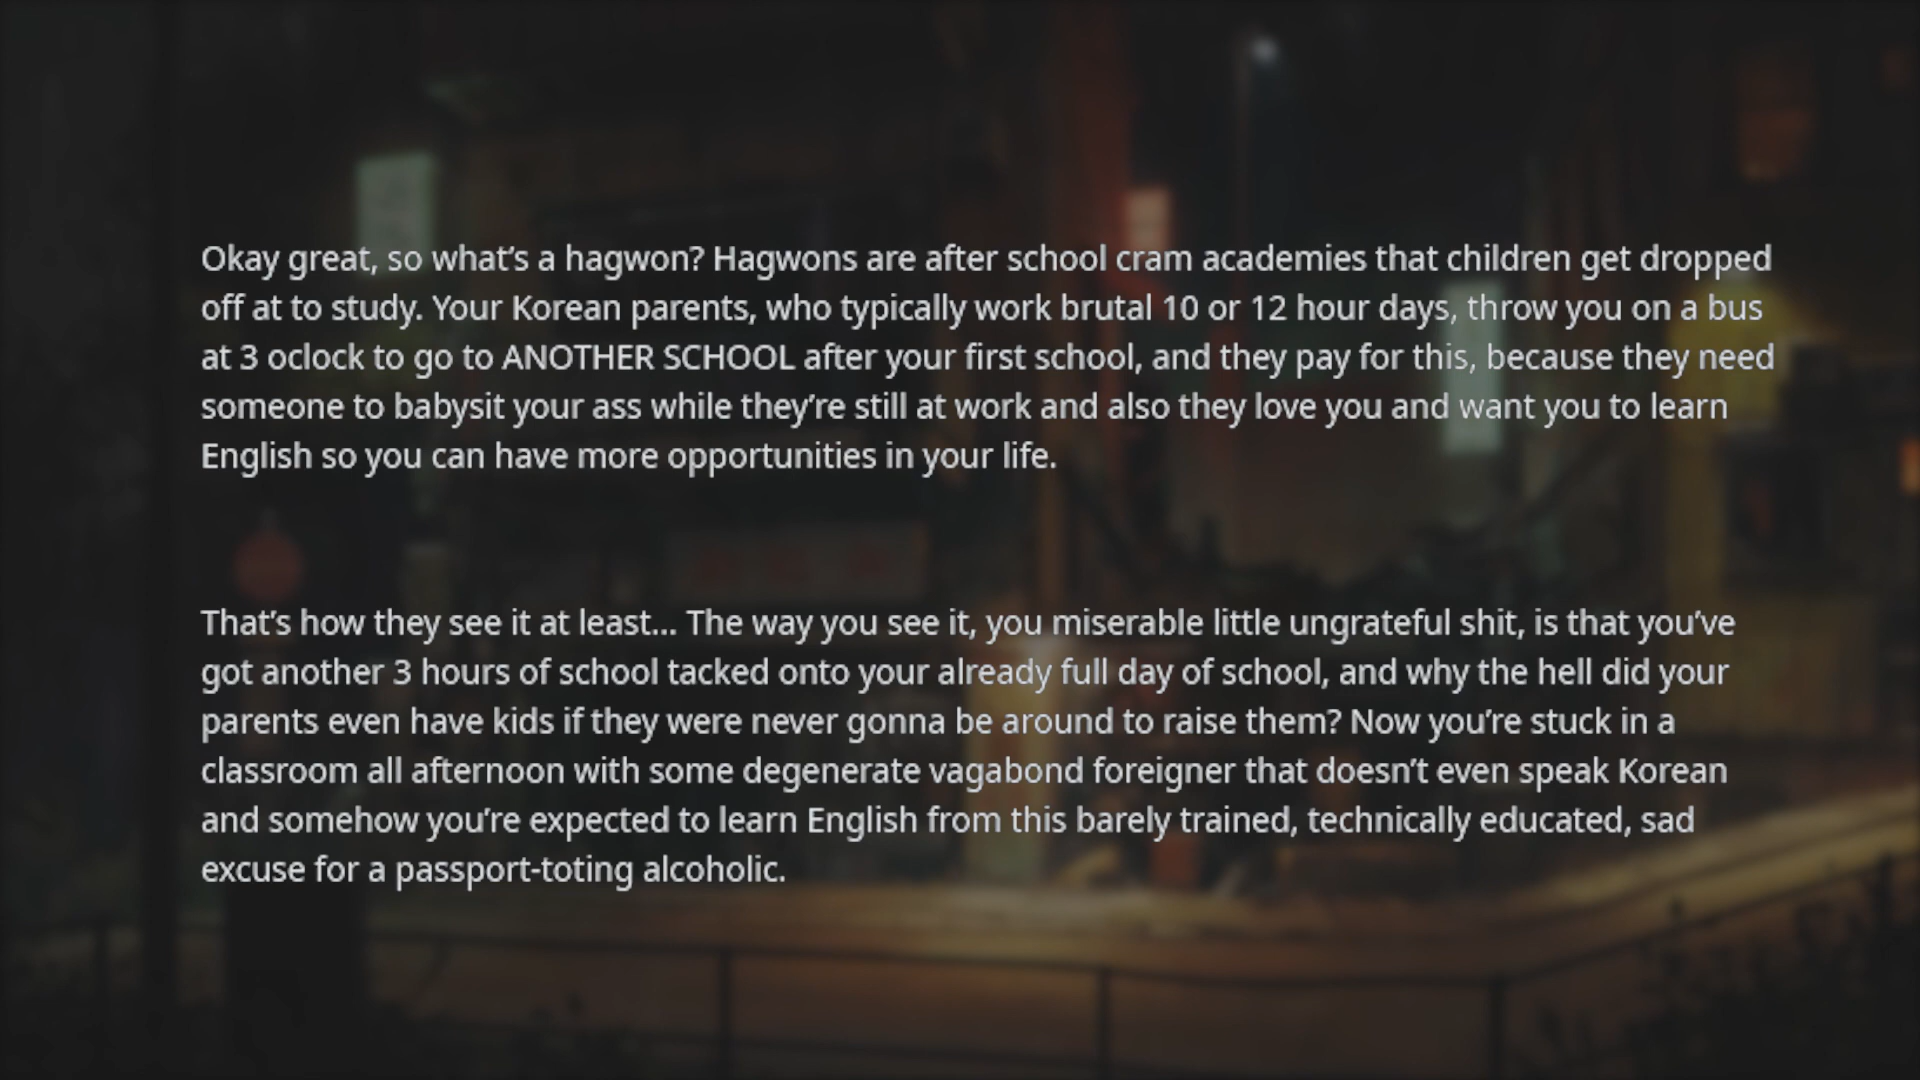 Okay great, so what’s a hagwon? Hagwons are after school cram academies that children get dropped
off at to study. Your Korean parents, who typically work brutal 10 or 12 hour days, throw you on a bus
at 3 oclock to go to ANOTHER SCHOOL after your first school, and they pay for this, because they need
someone to babysit your ass while they’re still at work and also they love you and want you to learn
English so you can have more opportunities in your life.
That’s how they see it at least... The way you see it, you miserable little ungrateful shit, is that you’ve
got another 3 hours of school tacked onto your already full day of school, and why the hell did your
parents even have kids if they were never gonna be around to raise them? Now you’re stuck in a
classroom all afternoon with some degenerate vagabond foreigner that doesn’t even speak Korean
and somehow you’re expected to learn English from this barely trained, technically educated, sad
excuse for a passport-toting alcoholic.